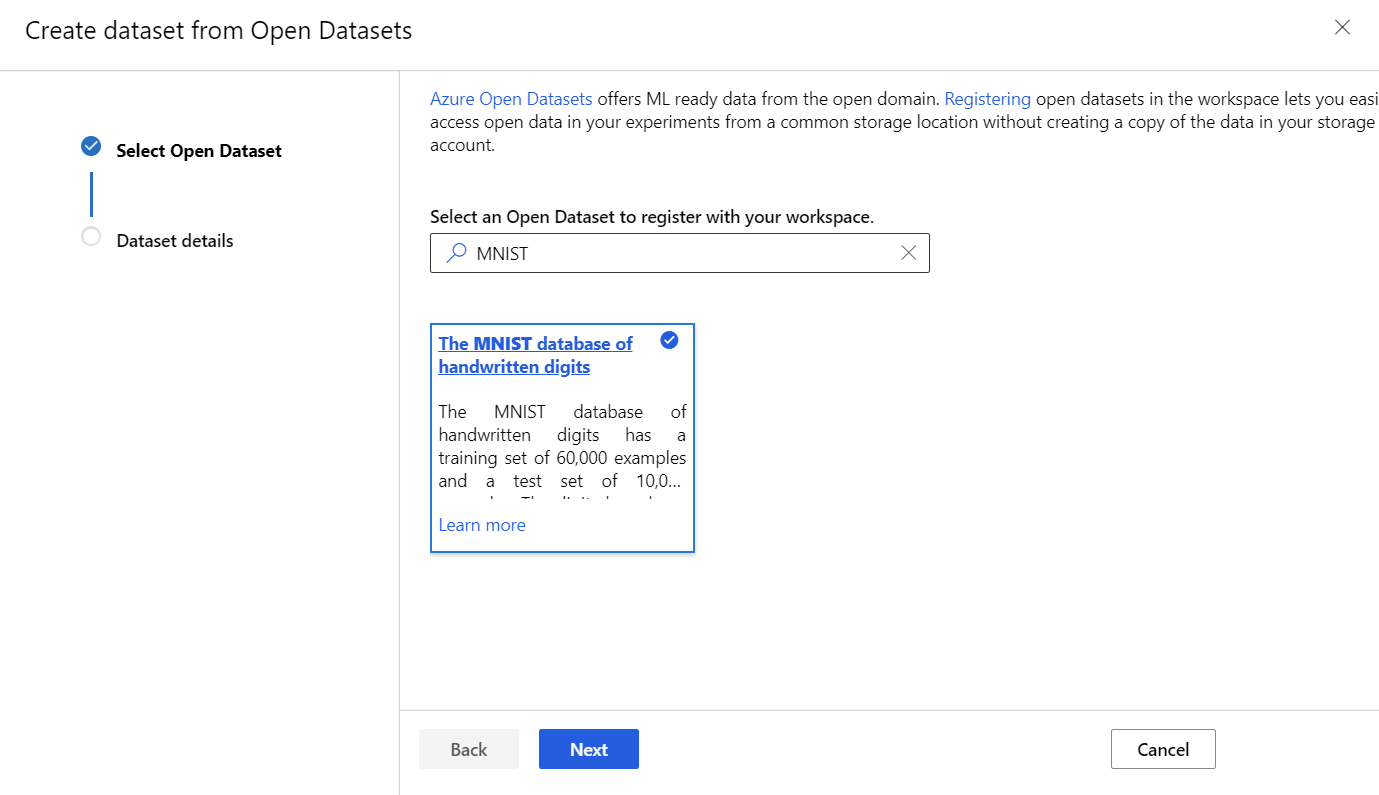 Create dataset from Open Datasets
Select Open Dataset
Dataset details
Azure Open Datasets offers ML ready data from the open domain. Registering open datasets in the workspace lets you easi
access open data in your experiments from a common storage location without creating a copy of the data in your storage
account.
Select an Open Dataset to register with your workspace.
MNIST
The MNIST database of
handwritten digits
The MNIST database of
handwritten digits has a
training set of 60,000 examples
and a test set of 10,0...
Learn more
Back
Next
Cancel